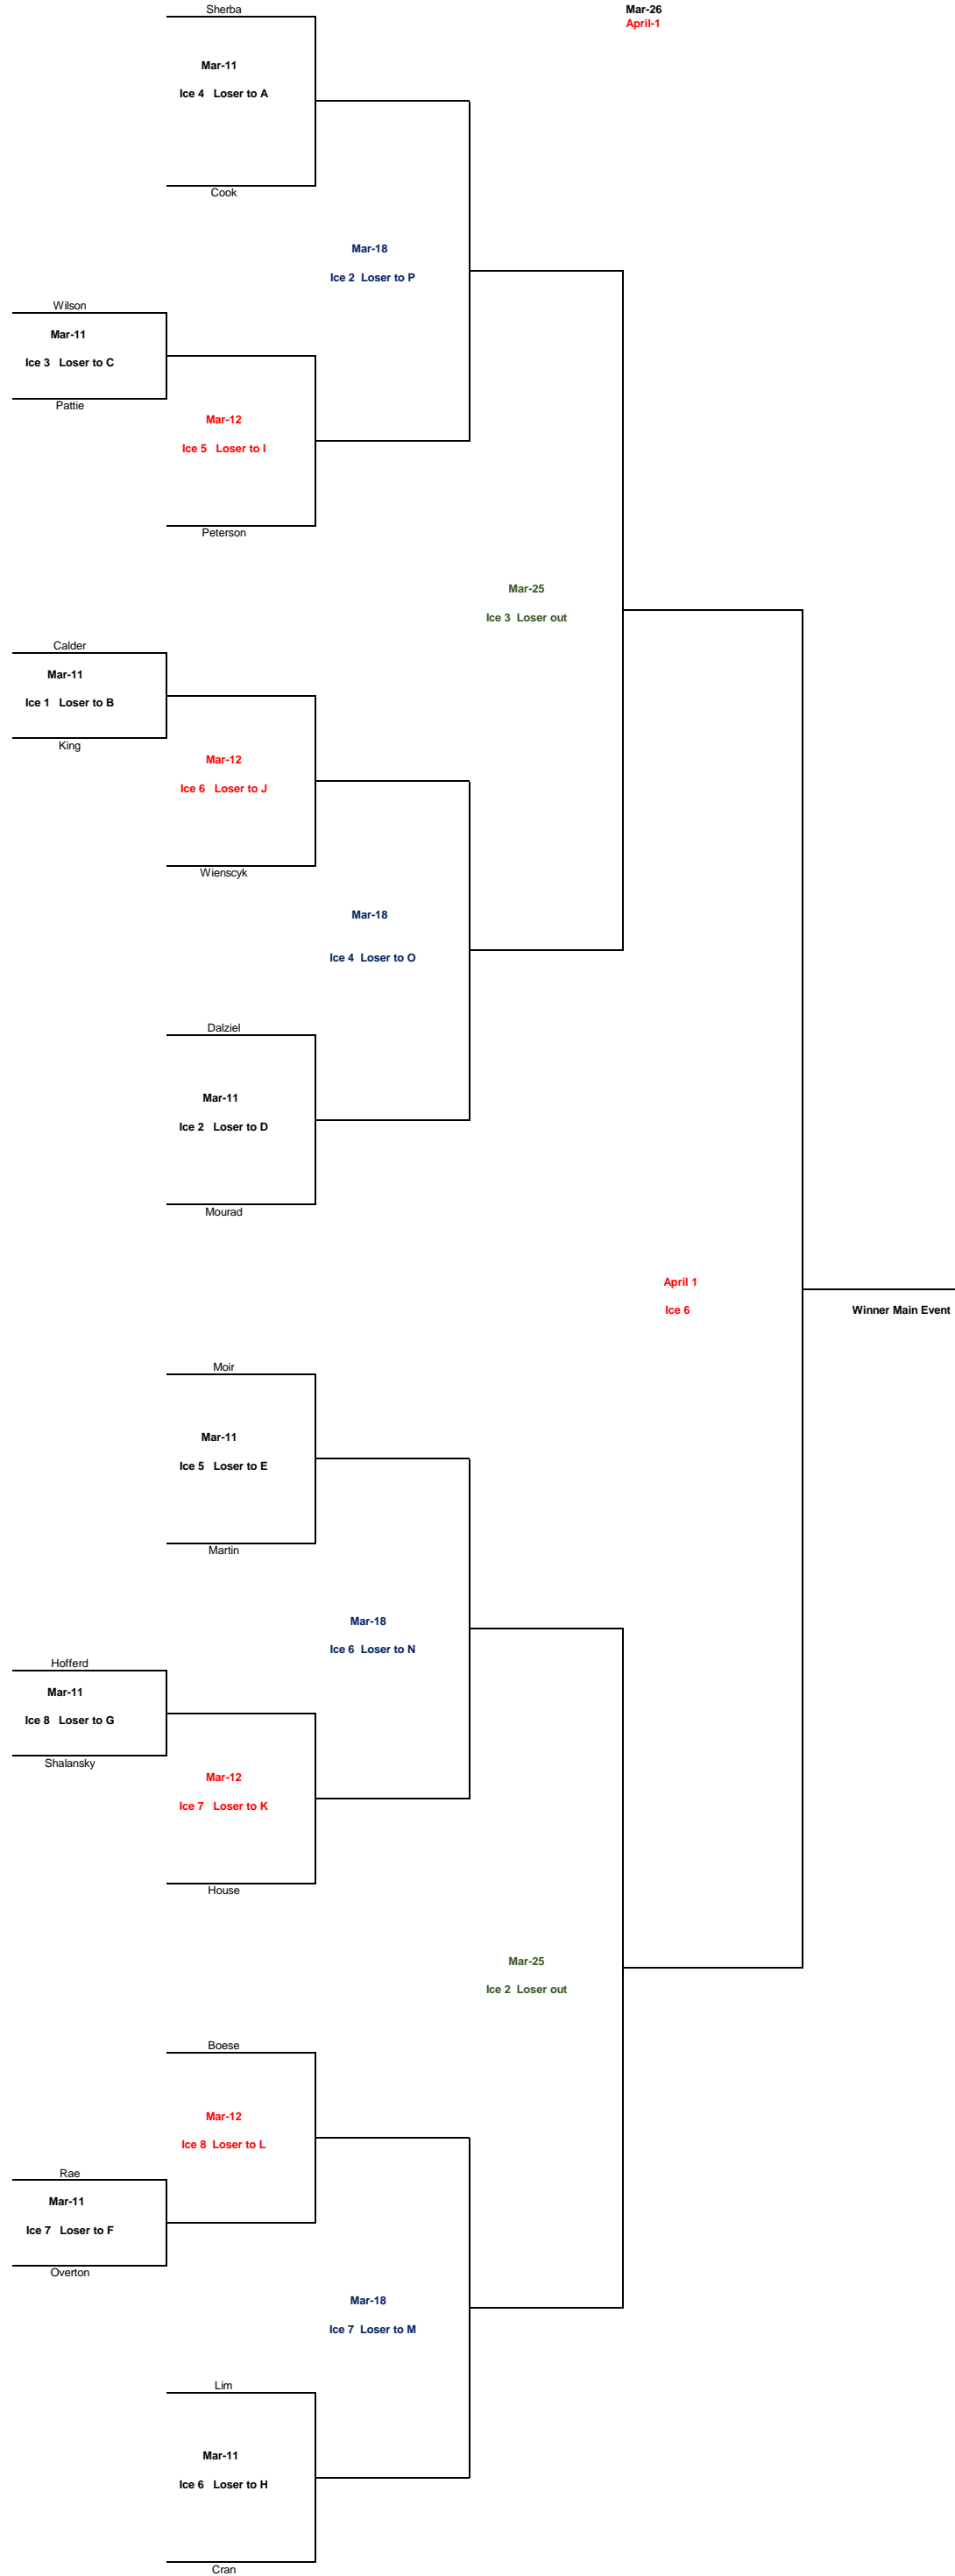 Sherba
Mar-26
April-1
Mar-11
Ice 4 Loser to A
Cook
Mar-18
Ice 2 Loser to P
Wilson
Mar-11
Ice 3 Loser to C
Pattie
Mar-12
Ice 5 Loser to I
Peterson
Mar-25
Ice 3 Loser out
Calder
Mar-11
Ice 1 Loser to B
King
Mar-12
Ice 6 Loser to J
Wienscyk
Mar-18
Ice 4 Loser to O
Dalziel
Mar-11
Ice 2 Loser to D
Mourad
April 1
Ice 6
Winner Main Event
Moir
Mar-11
Ice 5 Loser to E
Martin
Mar-18
Ice 6 Loser to N
Hofferd
Mar-11
Ice 8 Loser to G
Shalansky
Mar-12
Ice 7 Loser to K
House
Mar-25
Ice 2 Loser out
Boese
Mar-12
Ice 8 Loser to L
Rae
Mar-11
Ice 7 Loser to F
Overton
Mar-18
Ice 7 Loser to M
Lim
Mar-11
Ice 6 Loser to H
Cran